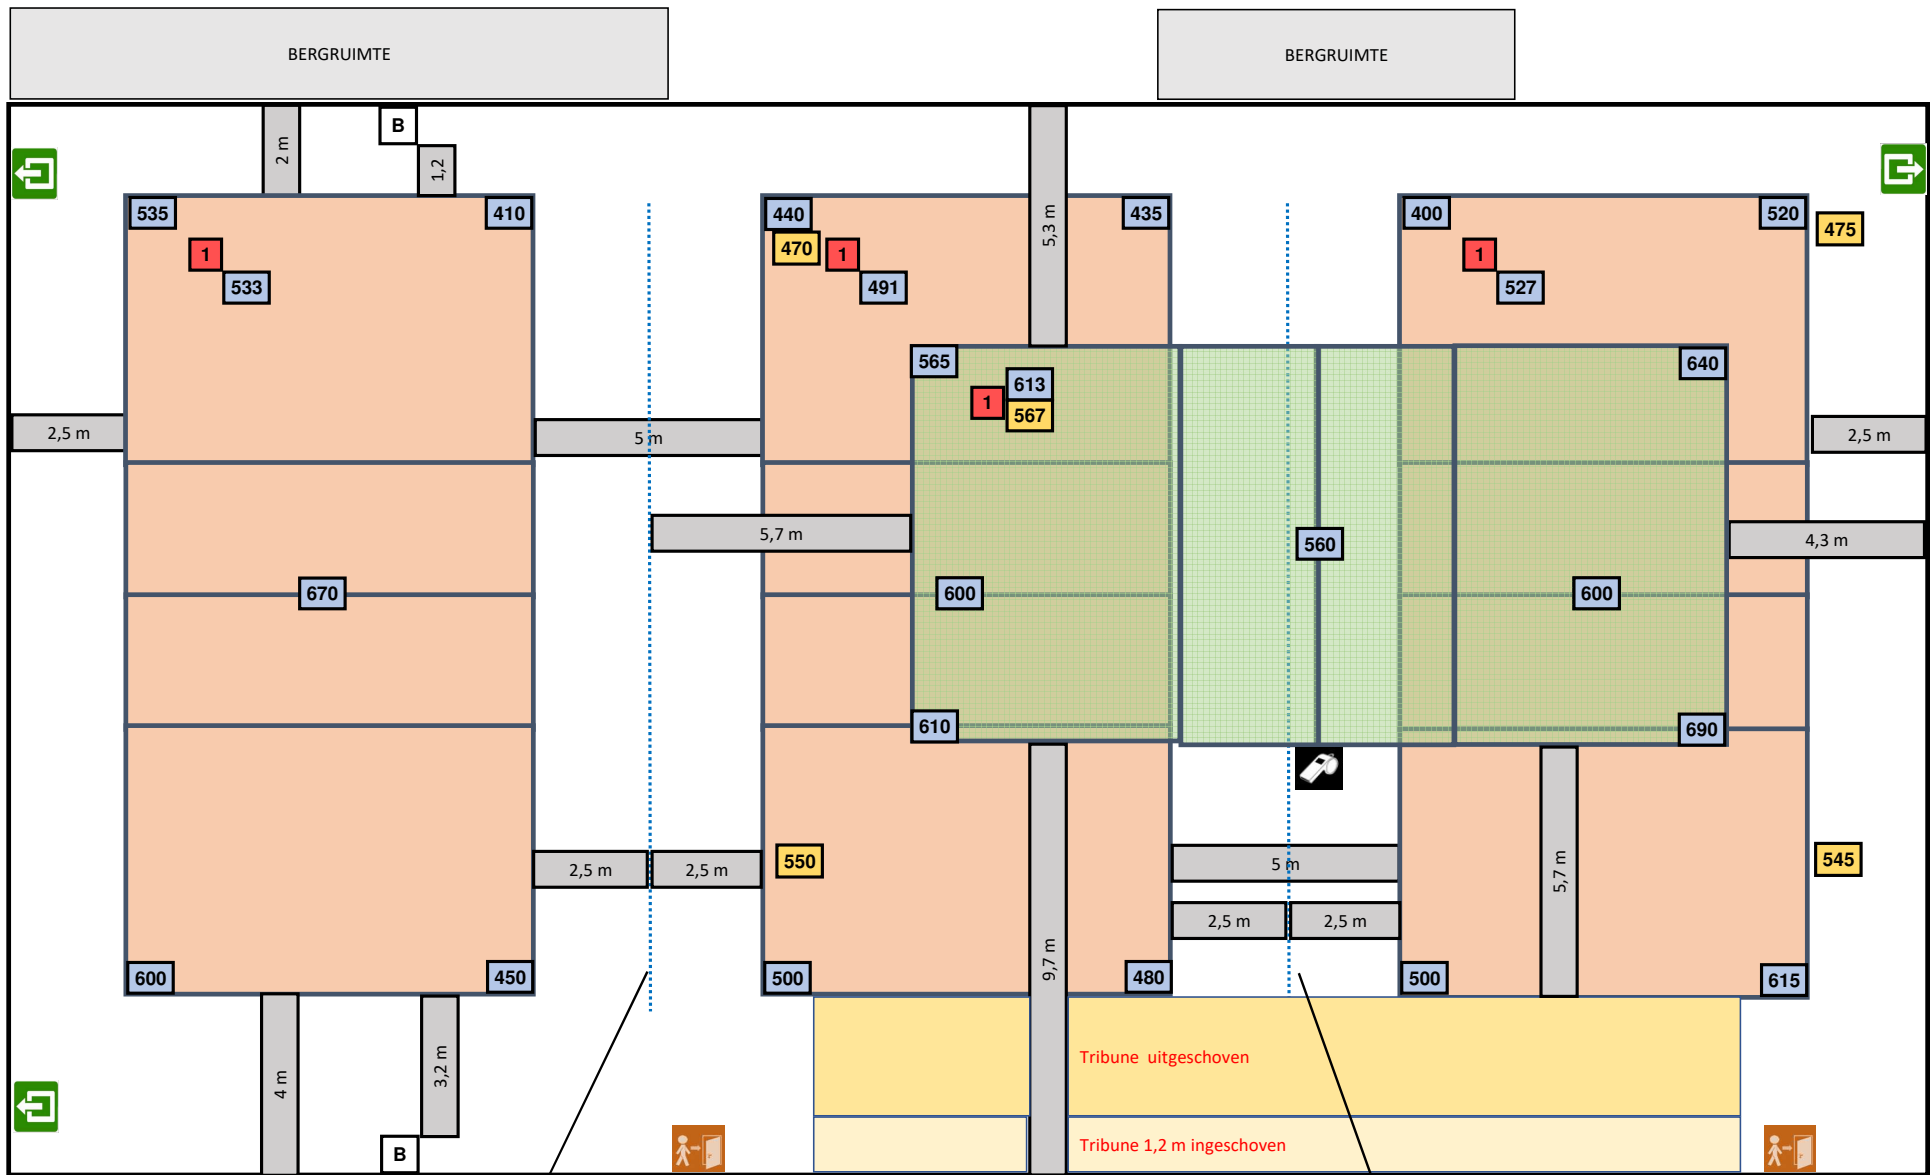 BERGRUIMTE
BERGRUIMTE
2 m
B
1,2
535
410
440
435
5,3 m
400
520
475
470
1
1
1
533
491
527
565
613
640
1
567
2,5 m
5 m
2,5 m
5,7 m
560
4,3 m
670
600
600
610
690
550
545
2,5 m
2,5 m
5 m
5,7 m
2,5 m
2,5 m
9,7 m
600
450
500
480
500
615
4 m
3,2 m
Tribune uitgeschoven
B
Tribune 1,2 m ingeschoven